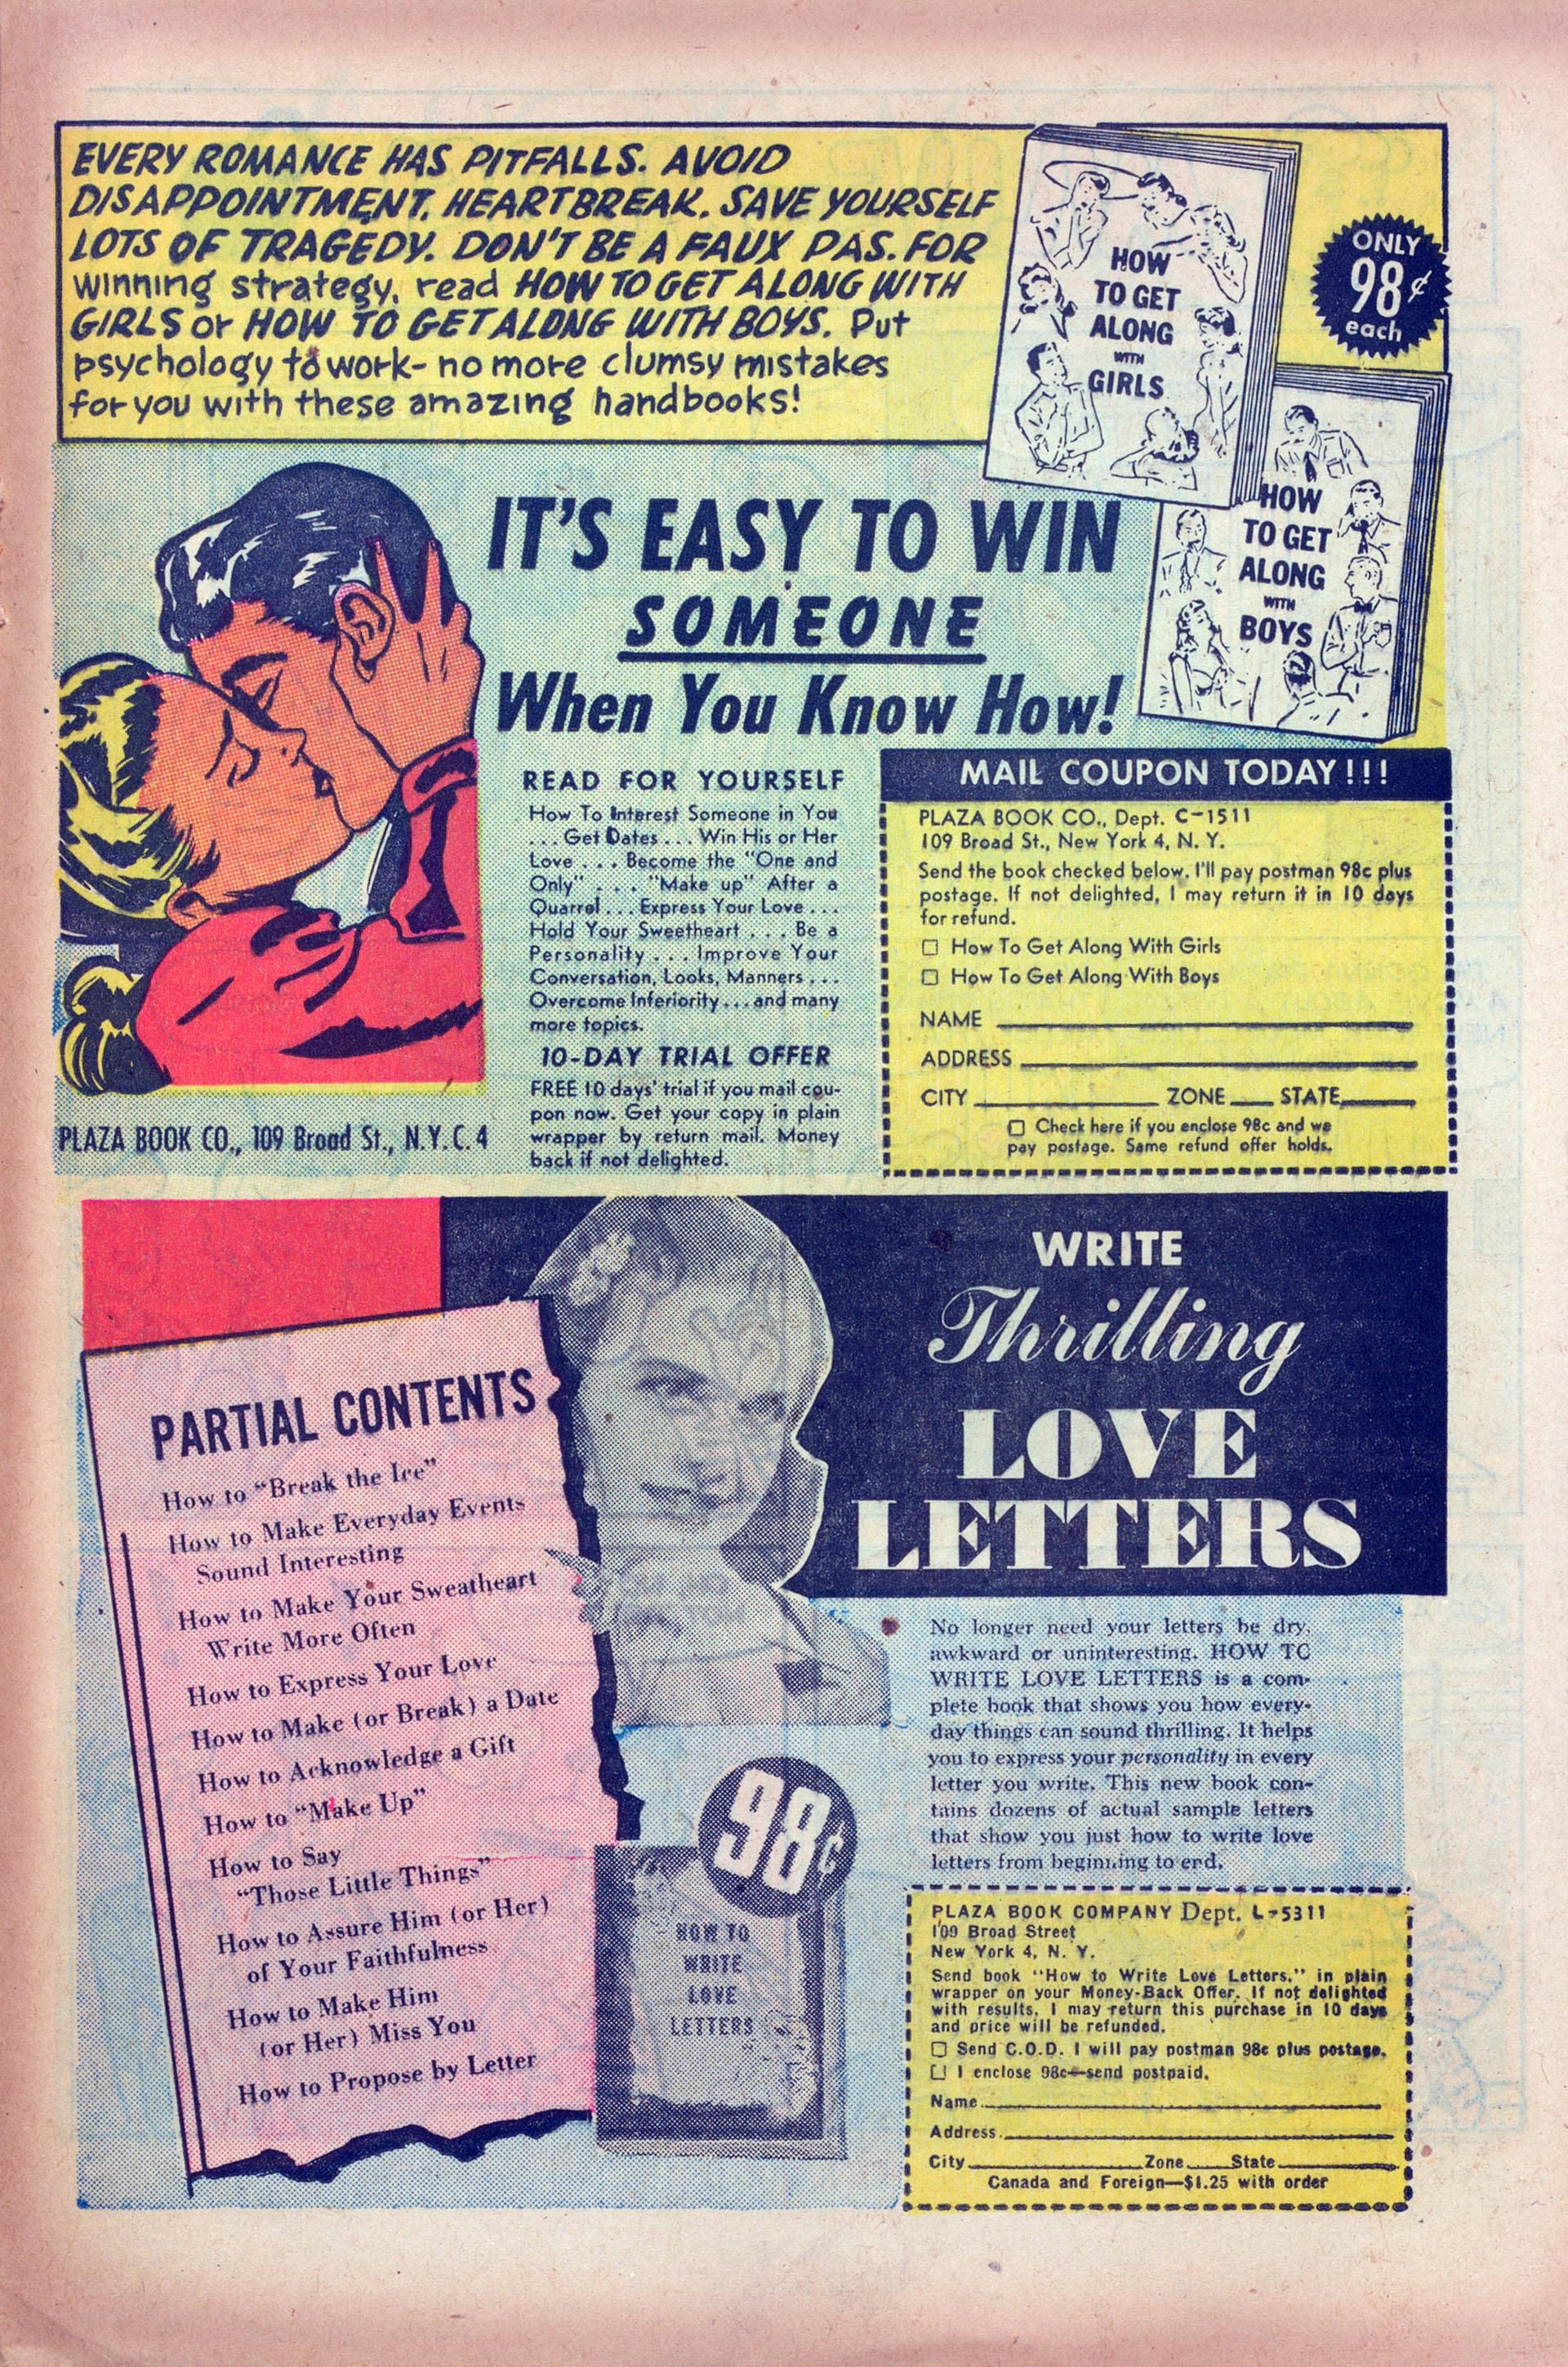 EVERY ROMANCE HAS PITFALLS. AVOID
DISAPPOINTMENT, HEARTBREAK. SAVE YOURSELF
LOTS OF TRAGEDY. DON'T BE A FAUX PAS. FOR
winning strategy, read HOW TO GET ALONG WITH
GIRLS or HOW TO GET ALONG WITH BOYS. Put
psychology to work- no more clumsy mistakes
for you with these amazing handbooks!
HOW
TO GET
ALONG
WITH
GIRLS
ONLY
98¢
each
HOW
TO GET
ALONG
WITH
BOYS
IT'S EASY TO WIN
SOMEONE
When You Know How!
READ FOR YOURSELF
How To Interest Someone in You
... Get Dates ... Win His or Her
Love ... Become the "One and
Only" ... "Make up" After a
Quarrel ... Express Your Love ...
Hold Your Sweetheart ... Be a
Personality ... Improve Your
Conversation, Looks, Manners ...
Overcome Inferiority ... and many
more topics.
10-DAY TRIAL OFFER
FREE 10 days' trial if you mail cou-
pon now. Get your copy in plain
wrapper by return mail. Money
back if not delighted.
PLAZA BOOK CO., 109 Broad St., N.Y.C. 4
MAIL COUPON TODAY!!!
PLAZA BOOK CO., Dept. C-1511
109 Broad St., New York 4, N. Y.
Send the book checked below. I'll pay postman 98c plus
postage. If not delighted, I may return it in 10 days
for refund.
☐ How To Get Along With Girls
☐ How To Get Along With Boys
NAME
ADDRESS
CITY ZONE STATE
☐ Check here if you enclose 98c and we
pay postage. Same refund offer holds.
WRITE
Thrilling
LOVE
LETTERS
PARTIAL CONTENTS
How to "Break the Ice"
How to Make Everyday Events
Sound Interesting
How to Make Your Sweatheart
Write More Often
How to Express Your Love
How to Make (or Break) a Date
How to Acknowledge a Gift
How to "Make Up"
How to Say
"Those Little Things"
How to Assure Him (or Her)
of Your Faithfulness
How to Make Him
(or Her) Miss You
How to Propose by Letter
98¢
HOW TO
WRITE
LOVE
LETTERS
No longer need your letters be dry,
awkward or uninteresting. HOW TO
WRITE LOVE LETTERS is a com-
plete book that shows you how every-
day things can sound thrilling. It helps
you to express your personality in every
letter you write. This new book con-
tains dozens of actual sample letters
that show you just how to write love
letters from beginning to end.
PLAZA BOOK COMPANY Dept. L-5311
109 Broad Street
New York 4, N. Y.
Send book "How to Write Love Letters," in plain
wrapper on your Money-Back Offer. If not delighted
with results, I may return this purchase in 10 days
and price will be refunded.
☐ Send C.O.D. I will pay postman 98c plus postage.
☐ I enclose 98c—send postpaid.
Name
Address
City Zone State
Canada and Foreign—$1.25 with order